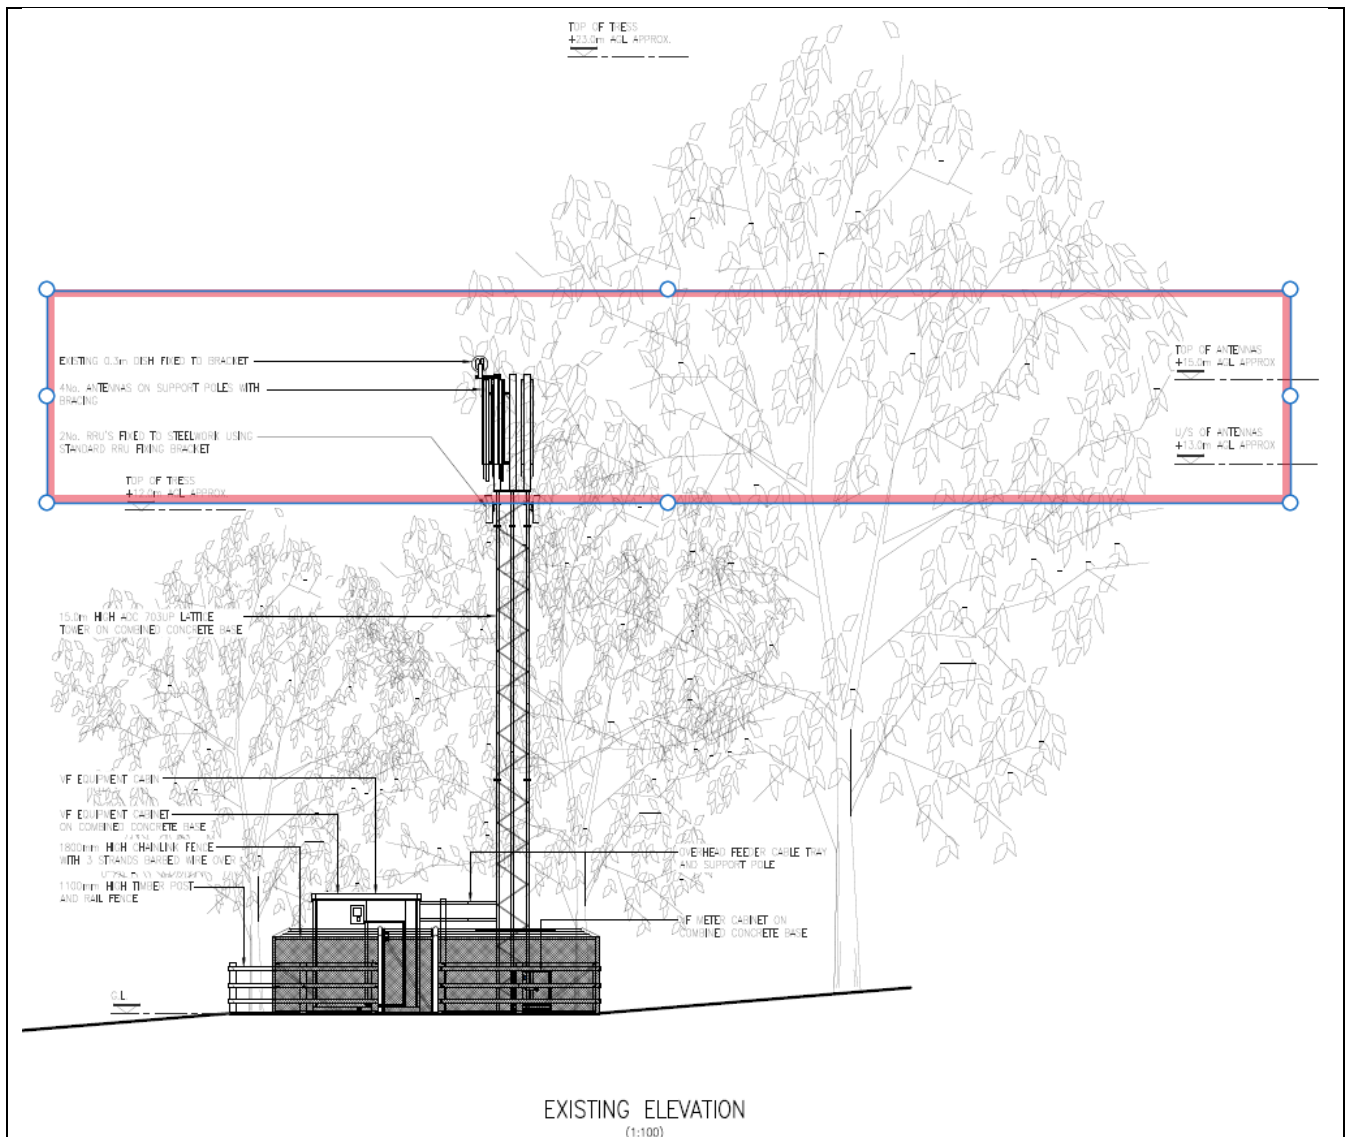 TOP OF TRESS
+23.0m AGL APPROX.
EXISTING 0.3m DISH FIXED TO BRACKET
4No. ANTENNAS ON SUPPORT POLES WITH
BRACING
2No. RRU'S FIXED TO STEELWORK USING
STANDARD RRU FIXING BRACKET
TOP OF TRESS
+12.0m AGL APPROX.
TOP OF ANTENNAS
+15.0m AGL APPROX
U/S OF ANTENNAS
+13.0m AGL APPROX
15.0m HIGH AOC 703UP LATTICE
TOWER ON COMBINED CONCRETE BASE
VF EQUIPMENT CABIN
VF EQUIPMENT CABINET
ON COMBINED CONCRETE BASE
1800mm HIGH CHAINLINK FENCE
WITH 3 STRANDS BARBED WIRE OVER
1100mm HIGH TIMBER POST
AND RAIL FENCE
OVERHEAD FEEDER CABLE TRAY
AND SUPPORT POLE
VF METER CABINET ON
COMBINED CONCRETE BASE
G.L
EXISTING ELEVATION
(1:100)